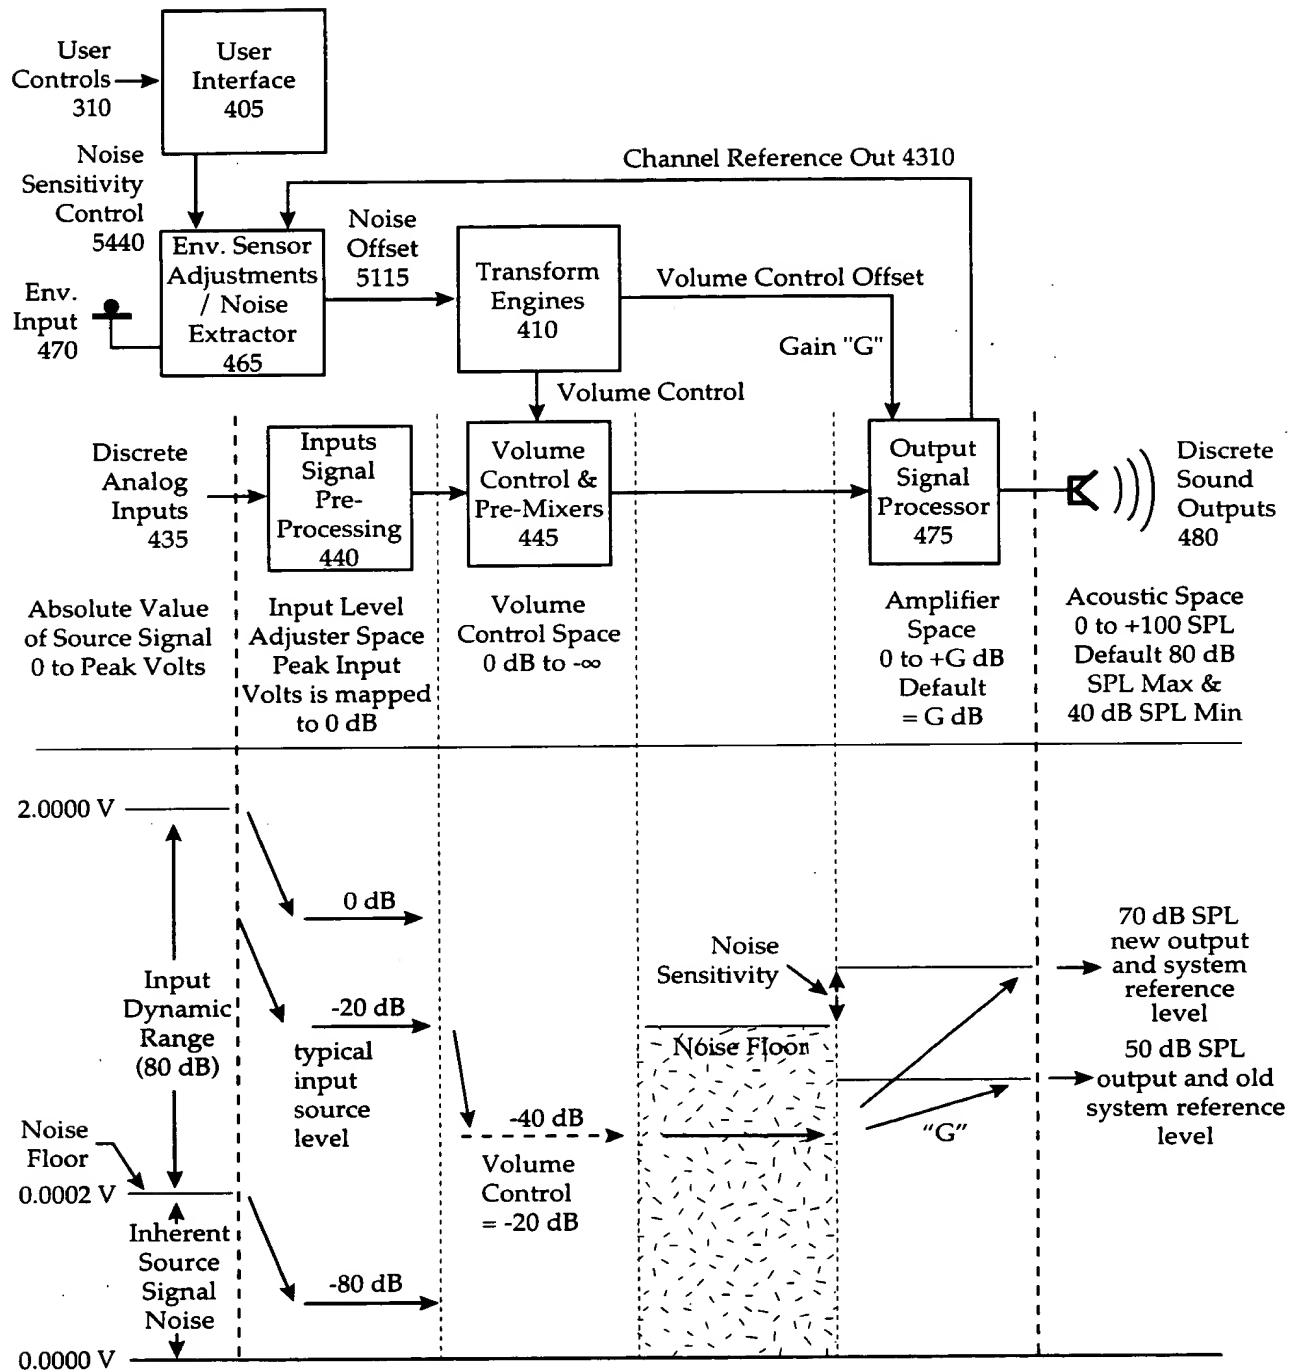 User
Controls
310
User
Interface
405
Noise
Sensitivity
Control
5440
Channel Reference Out 4310
Env. Sensor
Adjustments
/ Noise
Extractor
465
Noise
Offset
5115
Transform
Engines
410
Volume Control Offset
Gain "G"
Env.
Input
470
Volume Control
Discrete
Analog
Inputs
435
Inputs
Signal
Pre-
Processing
440
Volume
Control &
Pre-Mixers
445
Output
Signal
Processor
475
Discrete
Sound
Outputs
480
Absolute Value
of Source Signal
0 to Peak Volts
Input Level
Adjuster Space
Peak Input
Volts is mapped
to 0 dB
Volume
Control Space
0 dB to -∞
Amplifier
Space
0 to +G dB
Default
= G dB
Acoustic Space
0 to +100 SPL
Default 80 dB
SPL Max &
40 dB SPL Min
2.0000 V
0 dB
Input
Dynamic
Range
(80 dB)
-20 dB
typical
input
source
level
-40 dB
Volume
Control
= -20 dB
Noise
Sensitivity
Noise Floor
"G"
70 dB SPL
new output
and system
reference
level
50 dB SPL
output and old
system reference
level
Noise
Floor
0.0002 V
Inherent
Source
Signal
Noise
-80 dB
0.0000 V